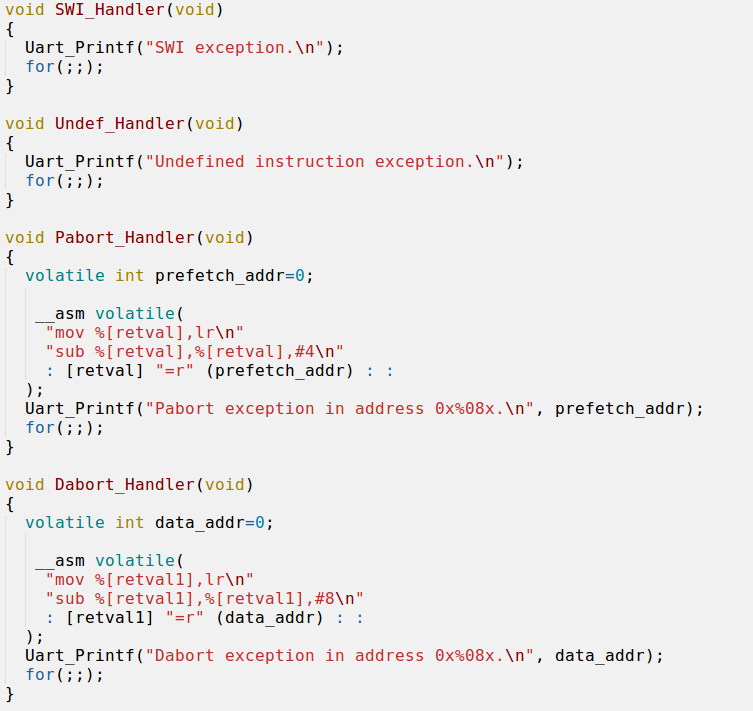 void SWI_Handler(void)
{
  Uart_Printf("SWI exception.\n");
  for(;;);
}

void Undef_Handler(void)
{
  Uart_Printf("Undefined instruction exception.\n");
  for(;;);
}

void Pabort_Handler(void)
{
  volatile int prefetch_addr=0;

   __asm volatile(
    "mov %[retval],lr\n"
    "sub %[retval],%[retval],#4\n"
    : [retval] "=r" (prefetch_addr) : :
  );
  Uart_Printf("Pabort exception in address 0x%08x.\n", prefetch_addr);
  for(;;);
}

void Dabort_Handler(void)
{
  volatile int data_addr=0;

   __asm volatile(
    "mov %[retval1],lr\n"
    "sub %[retval1],%[retval1],#8\n"
    : [retval1] "=r" (data_addr) : :
  );
  Uart_Printf("Dabort exception in address 0x%08x.\n", data_addr);
  for(;;);
}